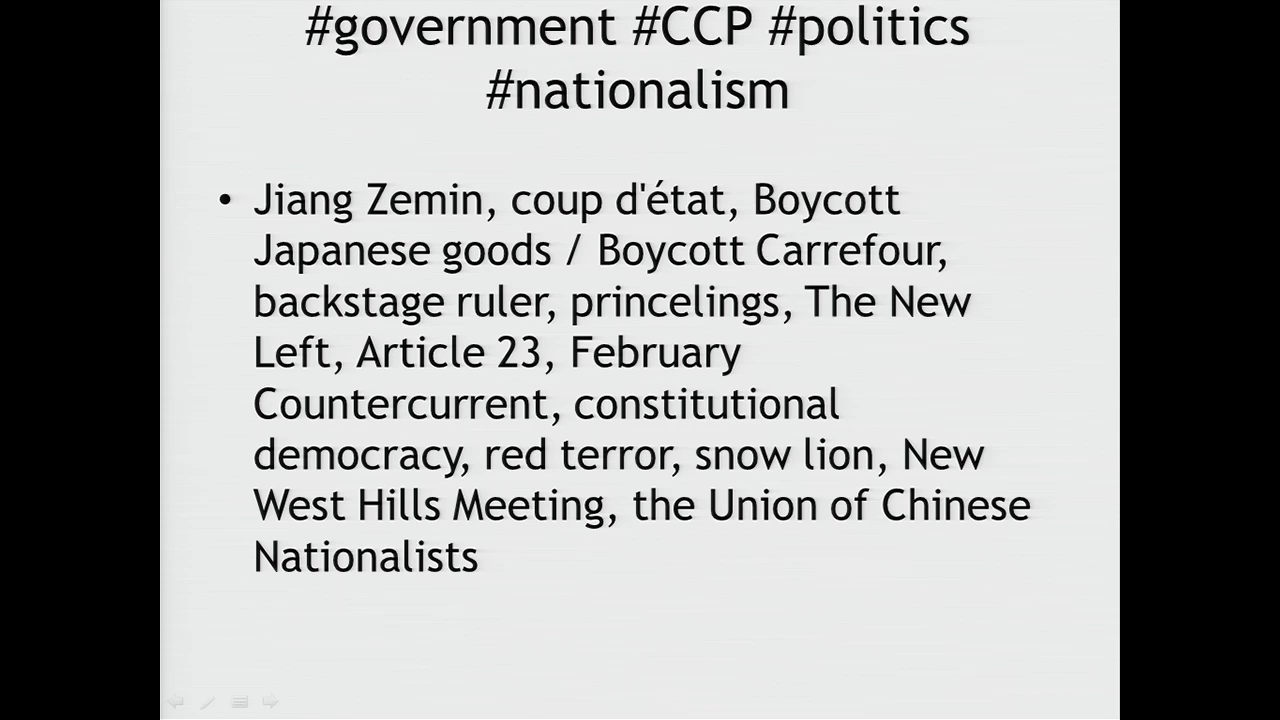 #government #CCP #politics
#nationalism
• Jiang Zemin, coup d'état, Boycott
Japanese goods / Boycott Carrefour,
backstage ruler, princelings, The New
Left, Article 23, February
Countercurrent, constitutional
democracy, red terror, snow lion, New
West Hills Meeting, the Union of Chinese
Nationalists